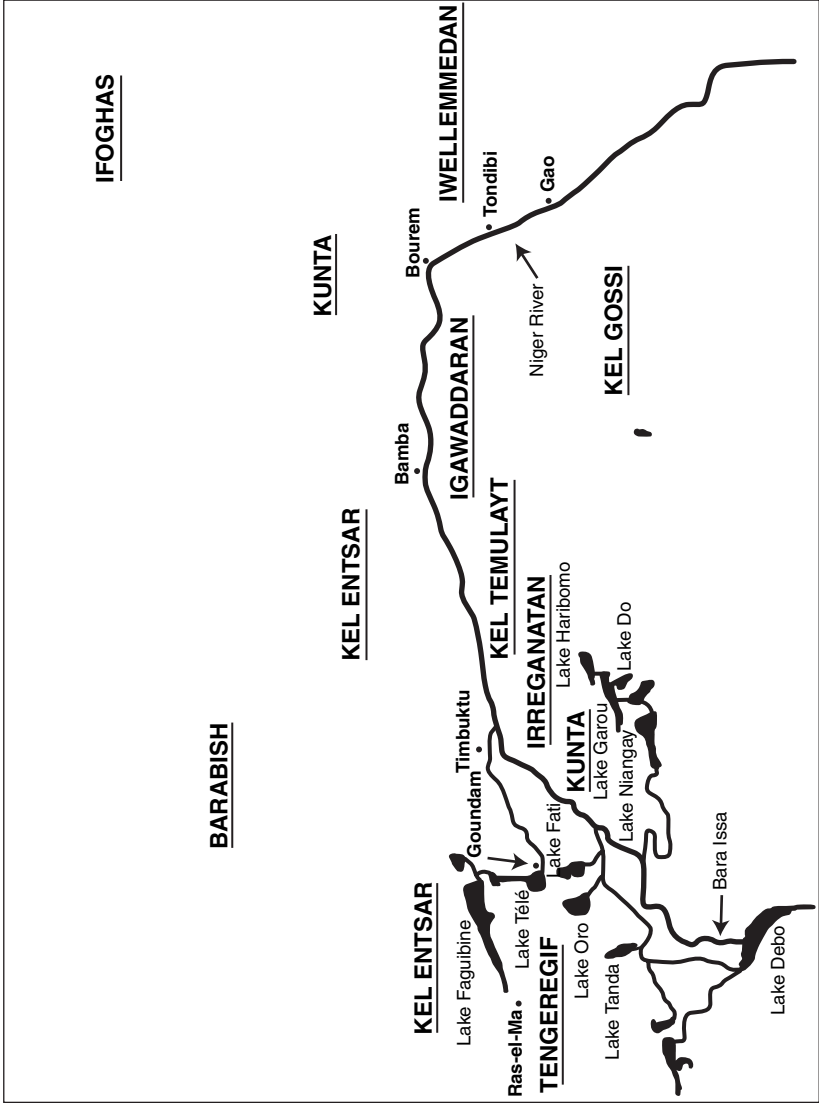 IFOGHAS
KUNTA
IWELLEMMEDAN
BARABISH
KEL ENTSAR
Bourem
Tondibi
Gao
Bamba
IGAWADDARAN
Niger River
KEL GOSSI
KEL TEMULAYT
IRREGANATAN
Lake Haribomo
Lake Do
Timbuktu
KUNTA
Lake Garou
Lake Niangay
Goundam
Lake Fati
KEL ENTSAR
Lake Faguibine
Lake Télé
Ras-el-Ma
TENGEREGIF
Lake Oro
Lake Tanda
Bara Issa
Lake Debo